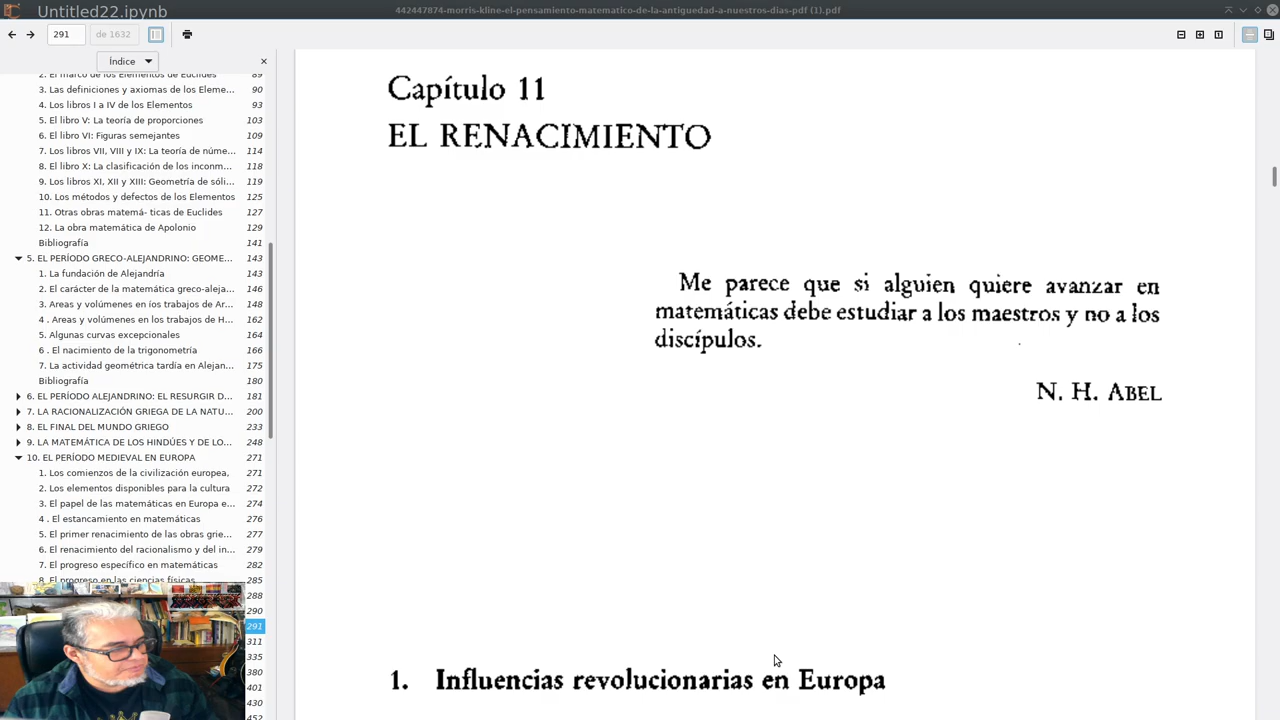 Untitled22.ipynb
442447874-morris-kline-el-pensamiento-matematico-de-la-antiguedad-a-nuestros-dias-pdf (1).pdf
291 de 1632
Índice
2. El marco de los Elementos de Euclides 89
3. Las definiciones y axiomas de los Eleme... 90
4. Los libros I a IV de los Elementos 93
5. El libro V: La teoría de proporciones 103
6. El libro VI: Figuras semejantes 109
7. Los libros VII, VIII y IX: La teoría de núme... 114
8. El libro X: La clasificación de los inconm... 118
9. Los libros XI, XII y XIII: Geometría de sóli... 119
10. Los métodos y defectos de los Elementos 125
11. Otras obras matemá- ticas de Euclides 127
12. La obra matemática de Apolonio 129
Bibliografía 141
5. EL PERÍODO GRECO-ALEJANDRINO: GEOME... 143
1. La fundación de Alejandría 143
2. El carácter de la matemática greco-aleja... 146
3. Areas y volúmenes en íos trabajos de Ar... 148
4 . Areas y volúmenes en los trabajos de H... 162
5. Algunas curvas excepcionales 164
6 . El nacimiento de la trigonometría 166
7. La actividad geométrica tardía en Alejan... 175
Bibliografía 180
6. EL PERÍODO ALEJANDRINO: EL RESURGIR D... 181
7. LA RACIONALIZACIÓN GRIEGA DE LA NATU... 200
8. EL FINAL DEL MUNDO GRIEGO 233
9. LA MATEMÁTICA DE LOS HINDÚES Y DE LO... 248
10. EL PERÍODO MEDIEVAL EN EUROPA 271
1. Los comienzos de la civilización europea, 271
2. Los elementos disponibles para la cultura 272
3. El papel de las matemáticas en Europa e... 274
4 . El estancamiento en matemáticas 276
5. El primer renacimiento de las obras grie... 277
6. El renacimiento del racionalismo y del in... 279
7. El progreso específico en matemáticas 282
8. El progreso en las ciencias físicas 285
288
290
291
311
335
380
401
430
452
Capítulo 11
EL RENACIMIENTO
Me parece que si alguien quiere avanzar en
matemáticas debe estudiar a los maestros y no a los
discípulos.
N. H. ABEL
1. Influencias revolucionarias en Europa